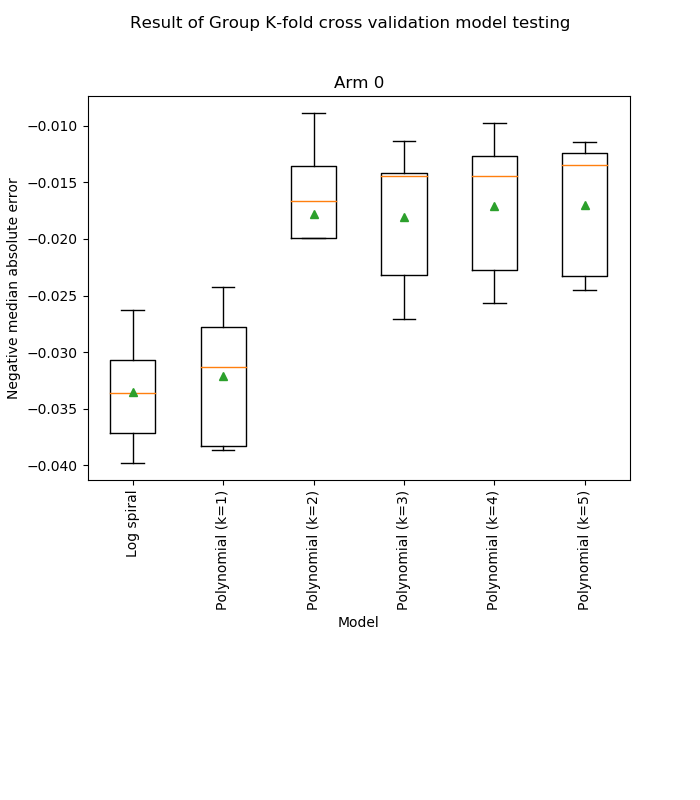 Result of Group K-fold cross validation model testing
Arm 0
−0.010
−0.015
−0.020
−0.025
−0.030
−0.035
−0.040
Negative median absolute error
Log spiral
Polynomial (k=1)
Polynomial (k=2)
Polynomial (k=3)
Polynomial (k=4)
Polynomial (k=5)
Model